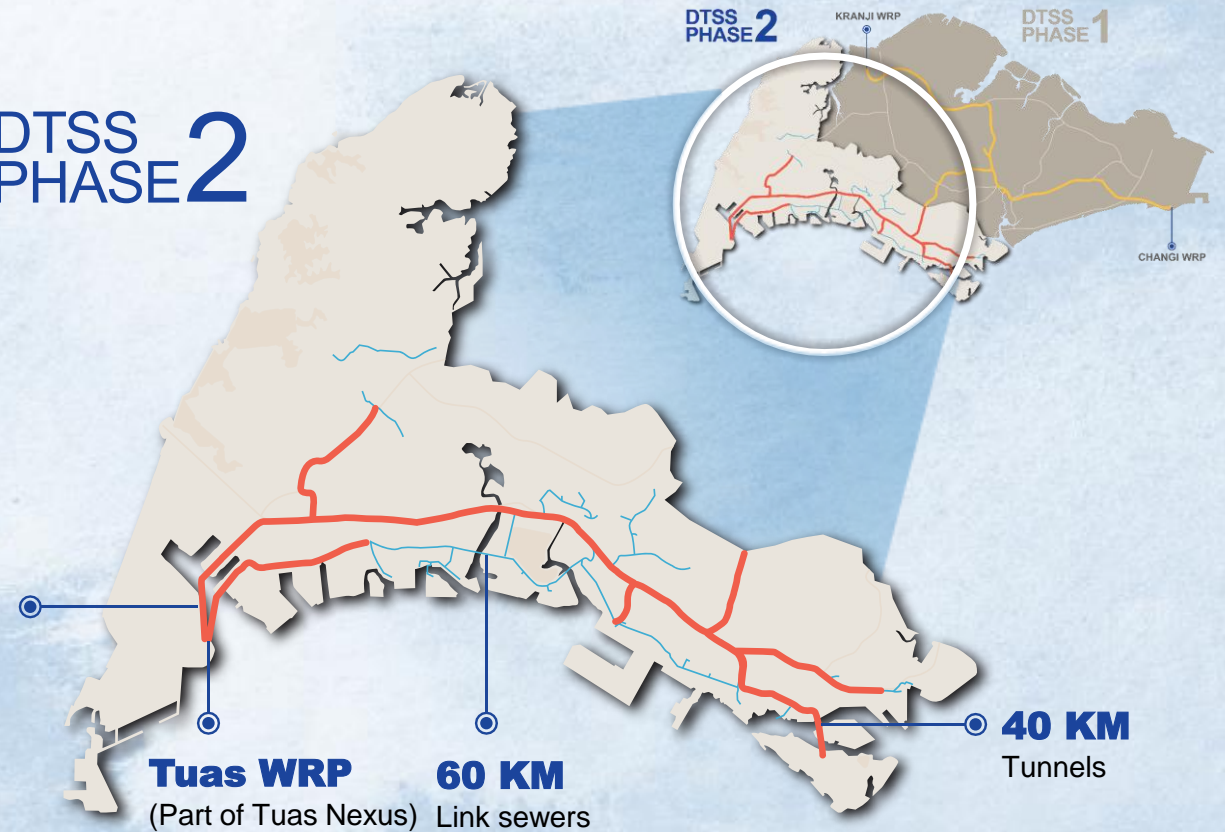 DTSS
PHASE 2
KRANJI WRP
DTSS
PHASE 1
CHANGI WRP
DTSS
PHASE 2
Tuas WRP
(Part of Tuas Nexus)
60 KM
Link sewers
40 KM
Tunnels